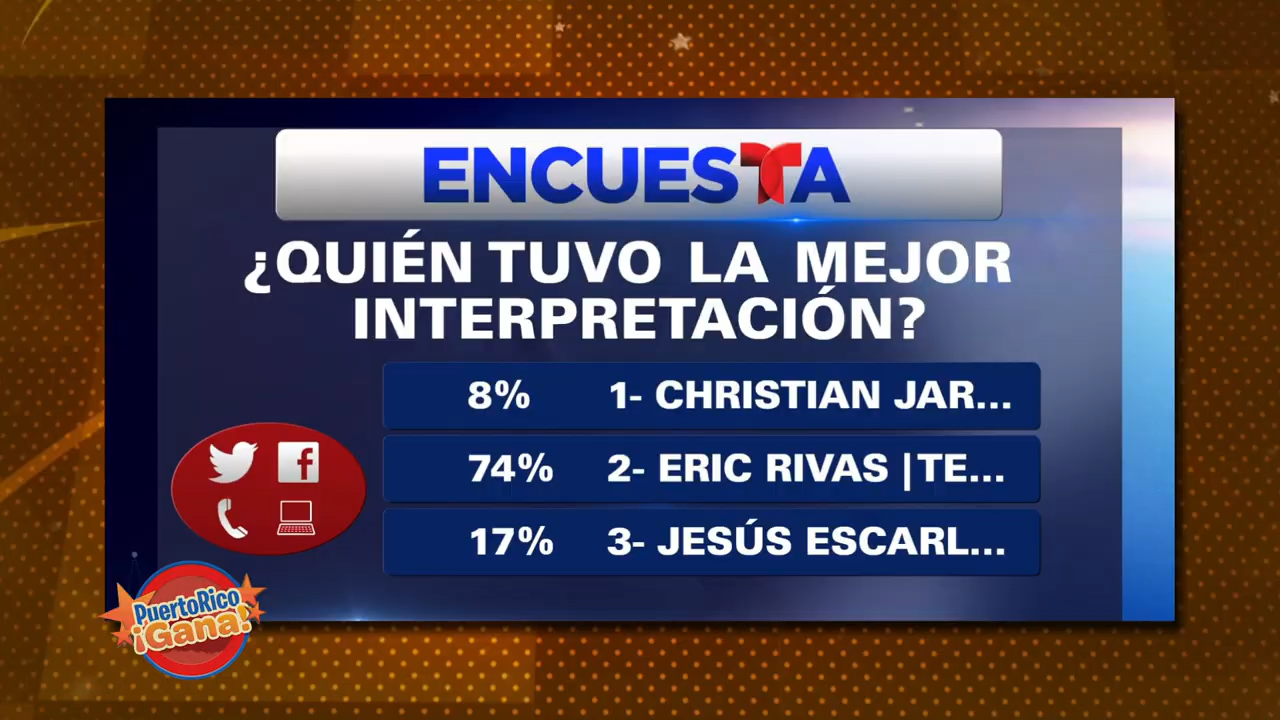 ENCUESTA
¿QUIÉN TUVO LA MEJOR
INTERPRETACIÓN?
8% 1- CHRISTIAN JAR...
74% 2- ERIC RIVAS |TE...
17% 3- JESÚS ESCARL...
PuertoRico
¡Gana!